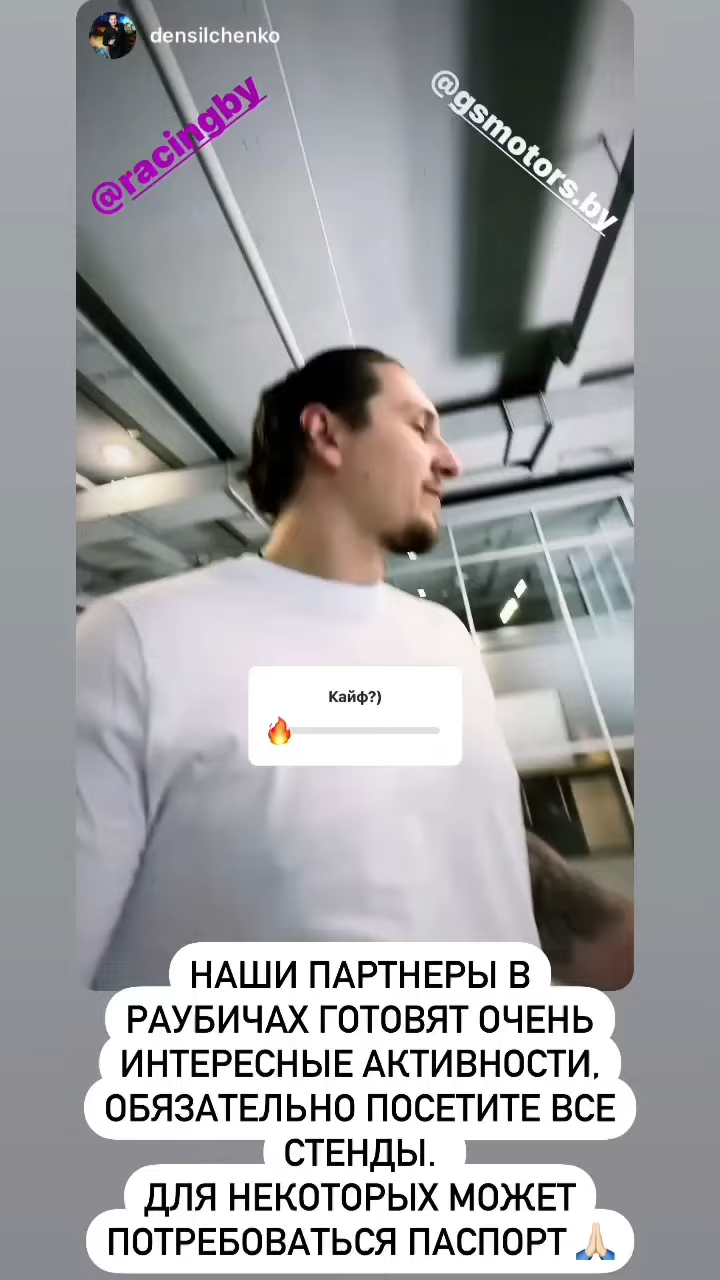 densilchenko
@racingby
@gsmotors.by
Кайф?)
НАШИ ПАРТНЕРЫ В
РАУБИЧАХ ГОТОВЯТ ОЧЕНЬ
ИНТЕРЕСНЫЕ АКТИВНОСТИ,
ОБЯЗАТЕЛЬНО ПОСЕТИТЕ ВСЕ
СТЕНДЫ.
ДЛЯ НЕКОТОРЫХ МОЖЕТ
ПОТРЕБОВАТЬСЯ ПАСПОРТ 🙏🏻